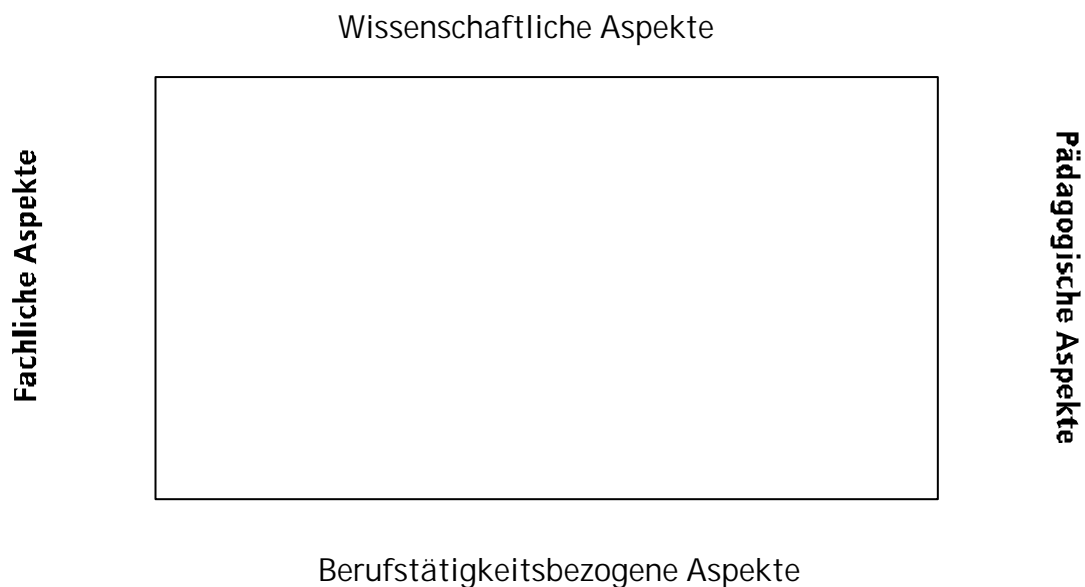 Wissenschaftliche Aspekte
Fachliche Aspekte
Pädagogische Aspekte
Berufstätigkeitsbezogene Aspekte